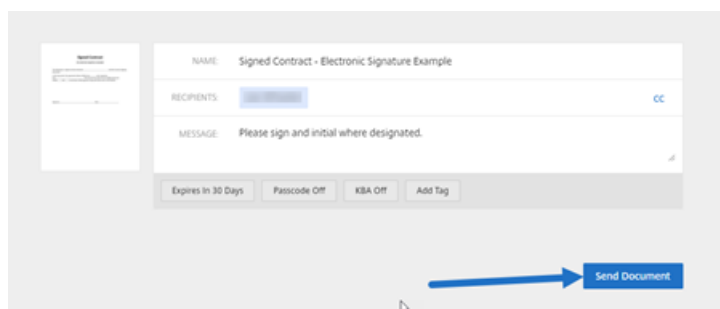 NAME: Signed Contract - Electronic Signature Example
RECIPIENTS:
CC
MESSAGE: Please sign and initial where designated.
Expires In 30 Days Passcode Off KBA Off Add Tag
Send Document